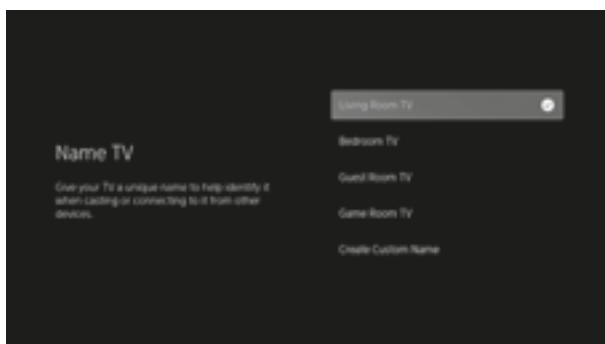 Living Room TV
Bedroom TV
Name TV
Guest Room TV
Give your TV a unique name to help identify it
when casting or connecting to it from other
devices.
Game Room TV
Create Custom Name